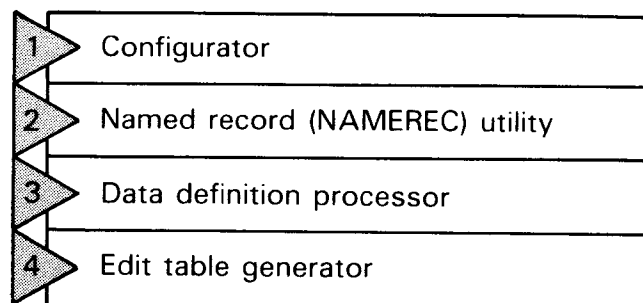 1 Configurator
2 Named record (NAMEREC) utility
3 Data definition processor
4 Edit table generator